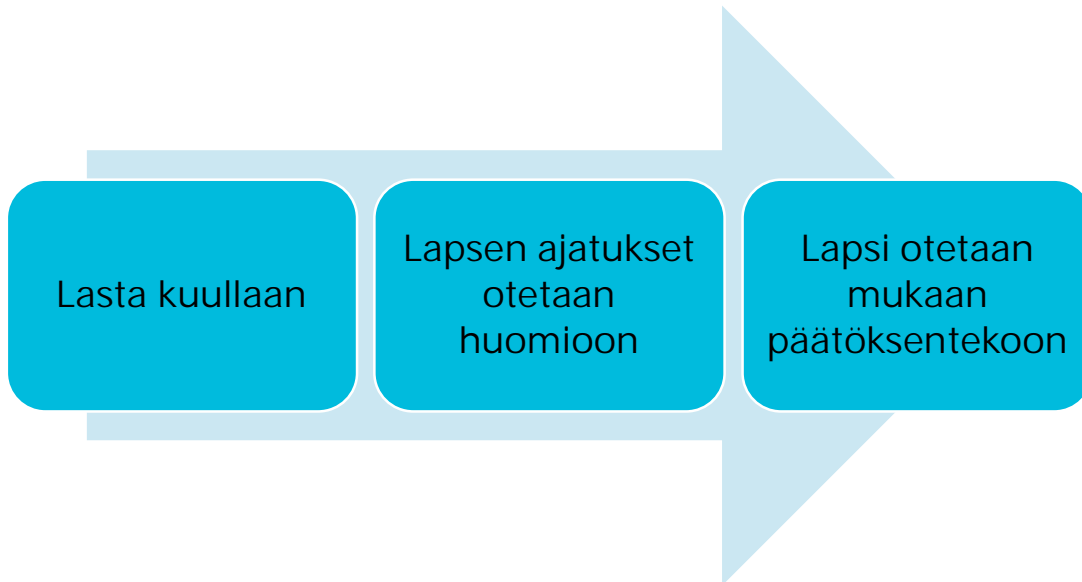 Lasta kuullaan
Lapsen ajatukset
otetaan
huomioon
Lapsi otetaan
mukaan
päätöksentekoon